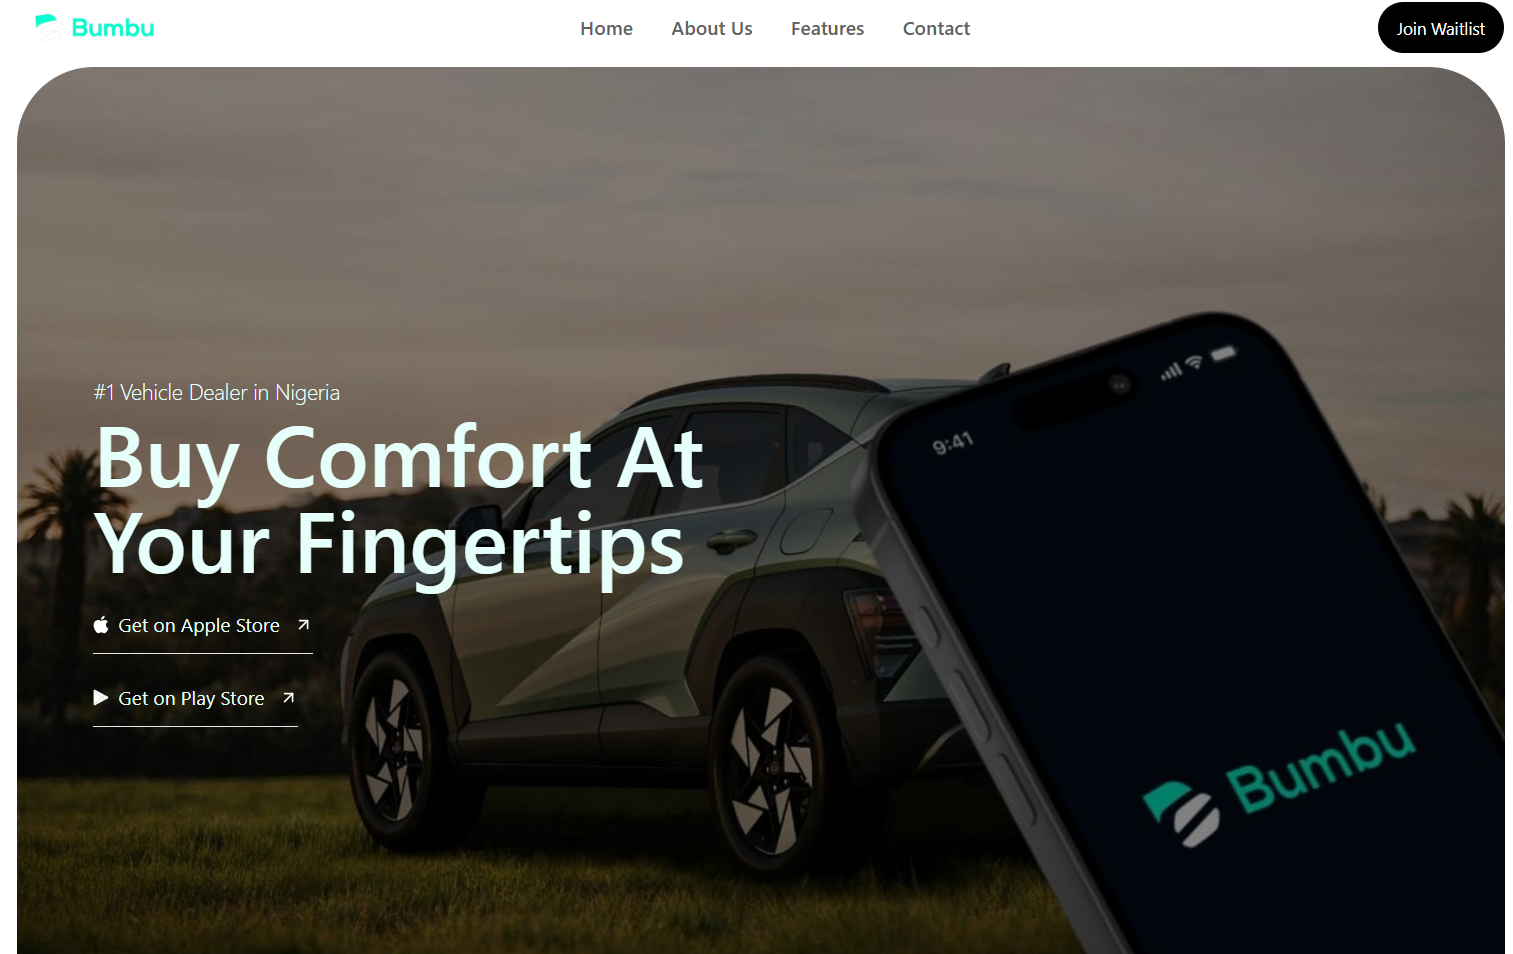 Bumbu
Home
About Us
Features
Contact
Join Waitlist
#1 Vehicle Dealer in Nigeria
Buy Comfort At
Your Fingertips
Get on Apple Store
Get on Play Store
9:41
Bumbu